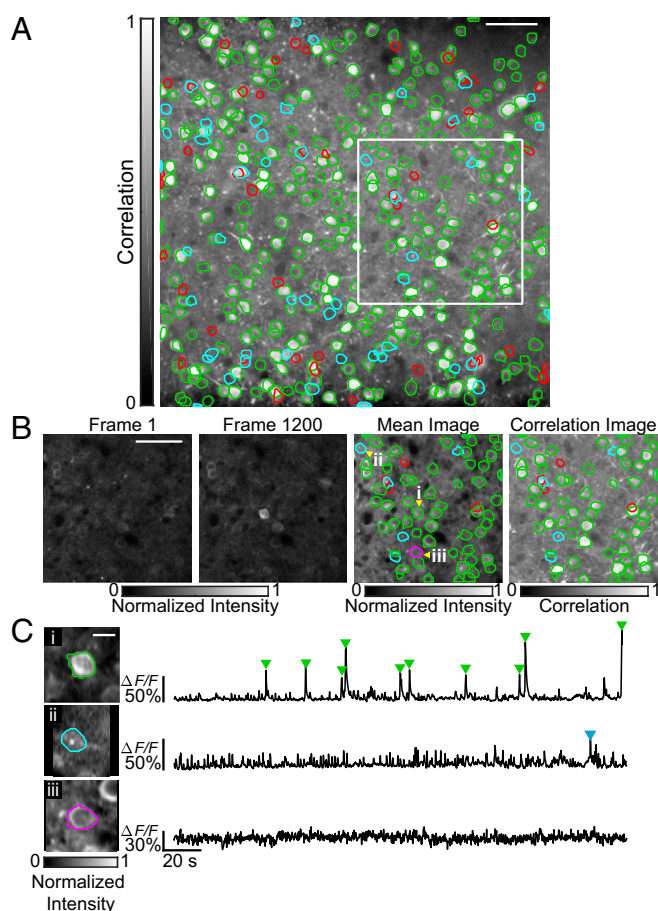 A
1
Correlation
0
B
Frame 1
Frame 1200
Mean Image
Correlation Image
ii
i
iii
0 1
Normalized Intensity
0 1
Normalized Intensity
0 1
Correlation
C
i
ΔF/F
50%
ii
ΔF/F
50%
iii
ΔF/F
30%
20 s
0 1
Normalized
Intensity